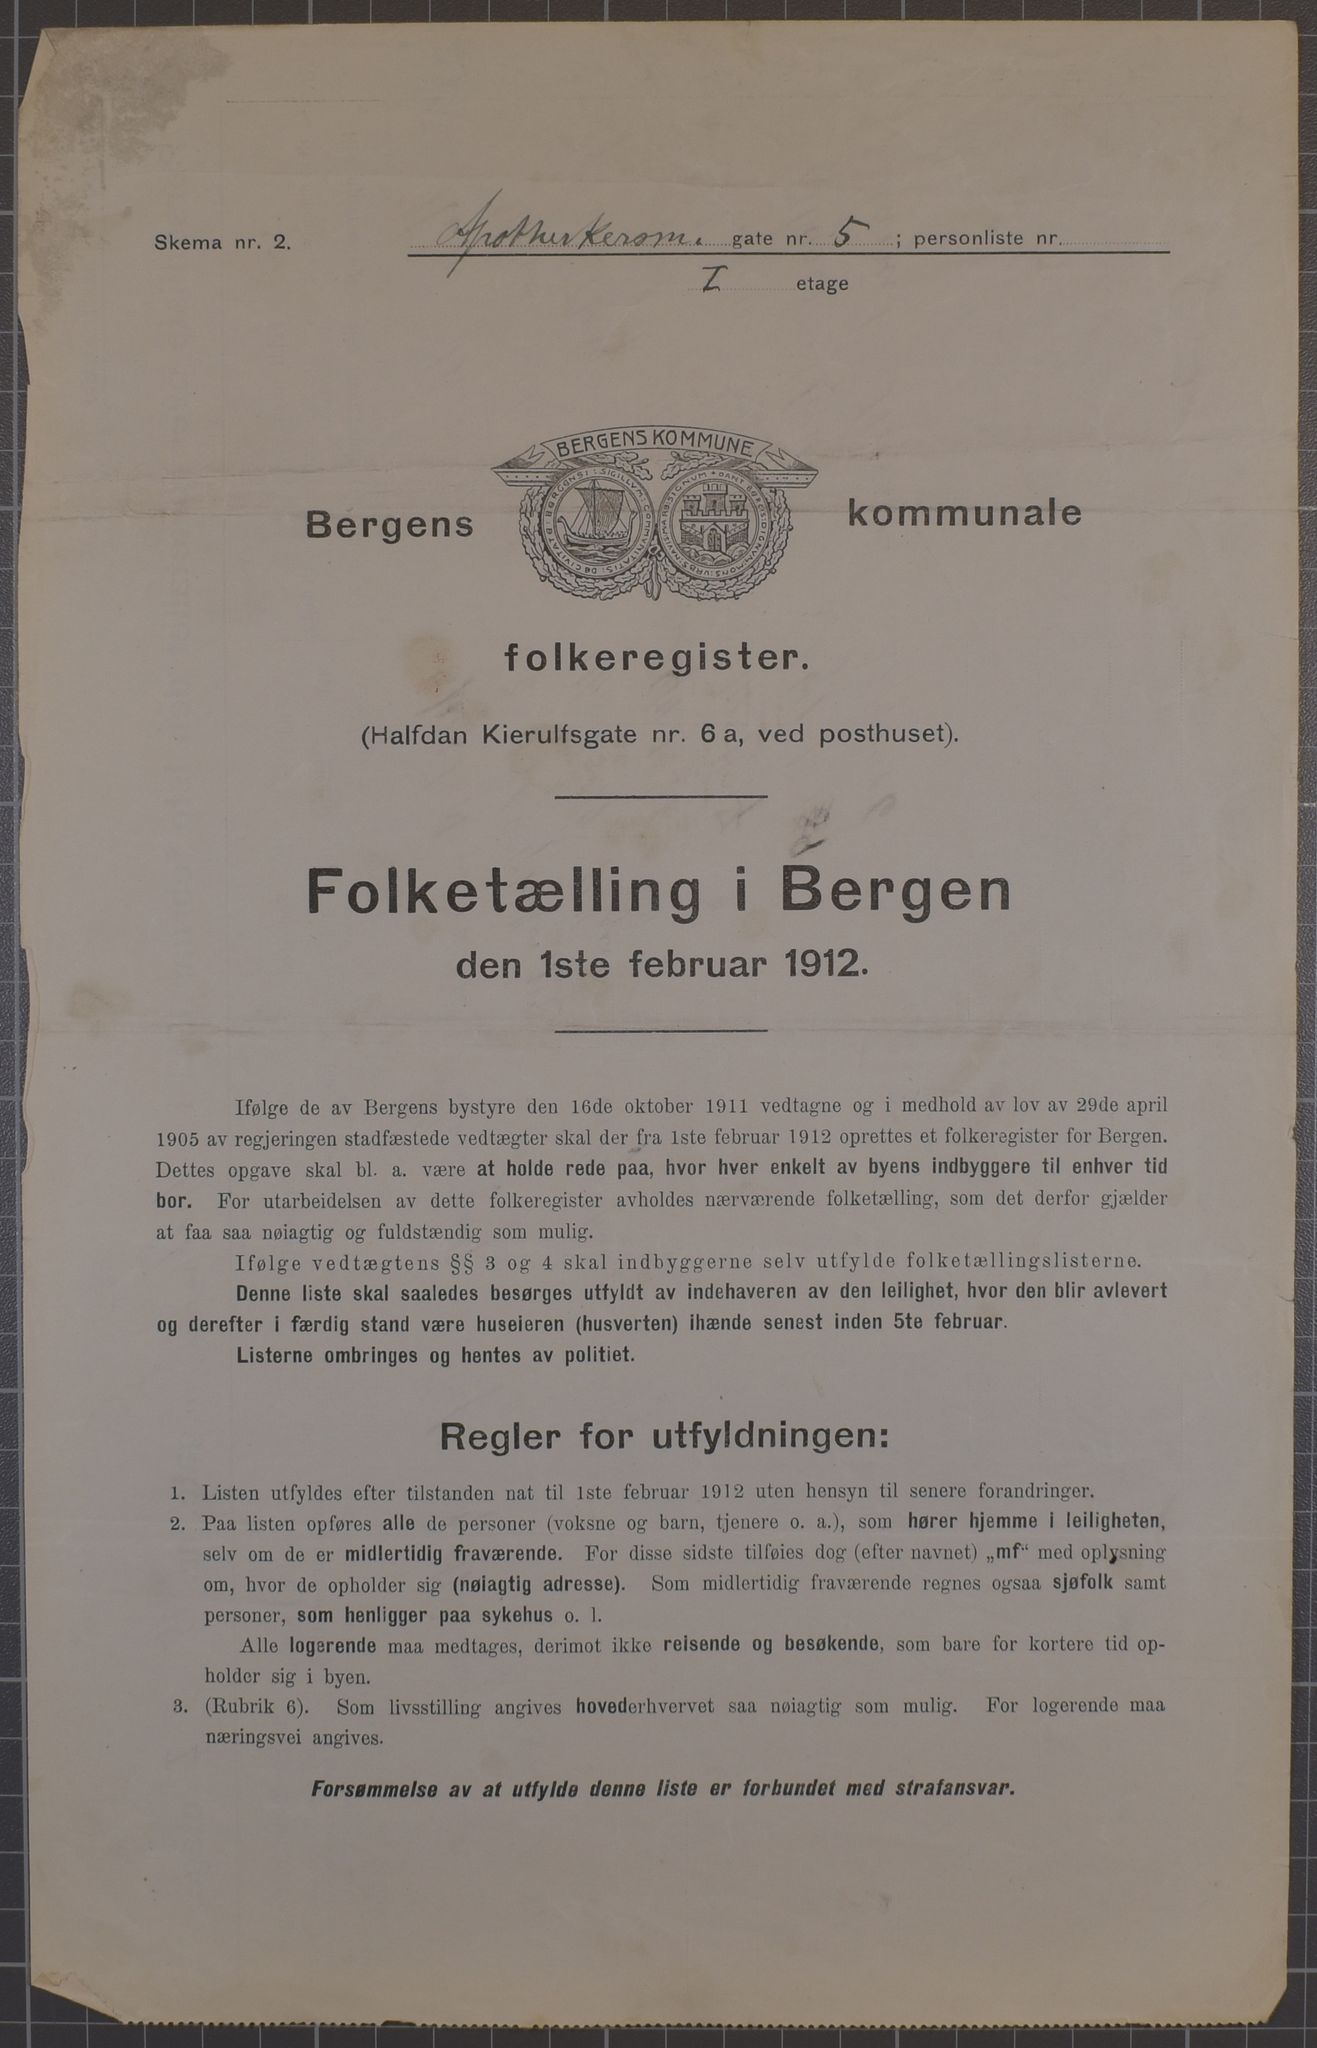 Skema nr. 2. Apotherkersm. gate nr. 5 ; personliste nr.
I etage
BERGENS KOMMUNE
Bergens kommunale
folkeregister.
(Halfdan Kierulfsgate nr. 6 a, ved posthuset).
Folketælling i Bergen
den 1ste februar 1912.
Ifølge de av Bergens bystyre den 16de oktober 1911 vedtagne og i medhold av lov av 29de april
1905 av regjeringen stadfæstede vedtægter skal der fra 1ste februar 1912 oprettes et folkeregister for Bergen.
Dettes opgave skal bl. a. være at holde rede paa, hvor hver enkelt av byens indbyggere til enhver tid
bor. For utarbeidelsen av dette folkeregister avholdes nærværende folketælling, som det derfor gjælder
at faa saa nøiagtig og fuldstændig som mulig.
Ifølge vedtægtens §§ 3 og 4 skal indbyggerne selv utfylde folketællingslisterne.
Denne liste skal saaledes besørges utfyldt av indehaveren av den leilighet, hvor den blir avlevert
og derefter i færdig stand være huseieren (husverten) ihænde senest inden 5te februar.
Listerne ombringes og hentes av politiet.
Regler for utfyldningen:
1. Listen utfyldes efter tilstanden nat til 1ste februar 1912 uten hensyn til senere forandringer.
2. Paa listen opføres alle de personer (voksne og barn, tjenere o. a.), som hører hjemme i leiligheten,
selv om de er midlertidig fraværende. For disse sidste tilføies dog (efter navnet) „mf“ med oplysning
om, hvor de opholder sig (nøiagtig adresse). Som midlertidig fraværende regnes ogsaa sjøfolk samt
personer, som henligger paa sykehus o. l.
Alle logerende maa medtages, derimot ikke reisende og besøkende, som bare for kortere tid op-
holder sig i byen.
3. (Rubrik 6). Som livsstilling angives hovederhvervet saa nøiagtig som mulig. For logerende maa
næringsvei angives.
Forsømmelse av at utfylde denne liste er forbundet med strafansvar.